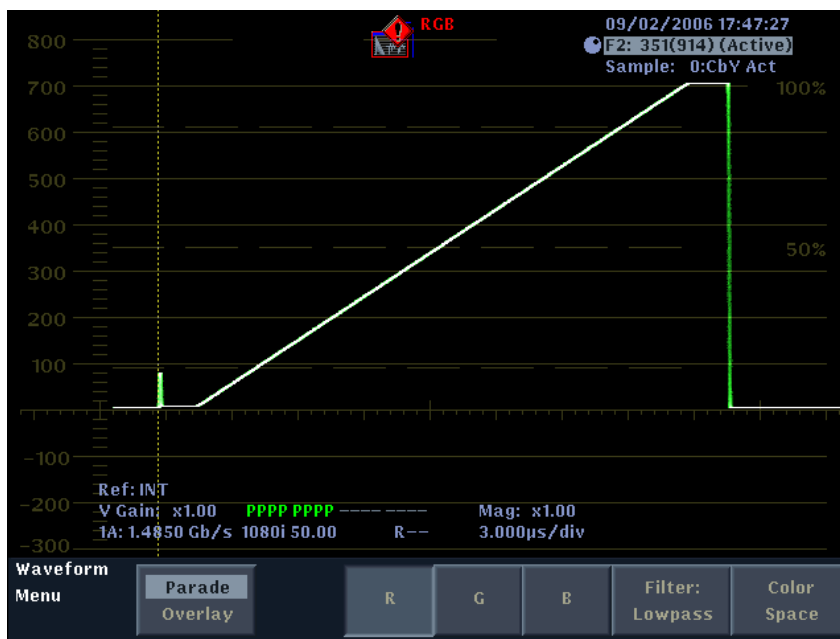 RGB
09/02/2006 17:47:27
F2: 351(914) (Active)
Sample: 0:CbY Act
800
700
100%
600
500
400
50%
300
200
100
-100
-200
-300
Ref: INT
V Gain: x1.00 PPPP PPPP ---- ---- Mag: x1.00
1A: 1.4850 Gb/s 1080i 50.00 R-- 3.000µs/div
Waveform
Menu
Parade
Overlay
R
G
B
Filter:
Lowpass
Color
Space